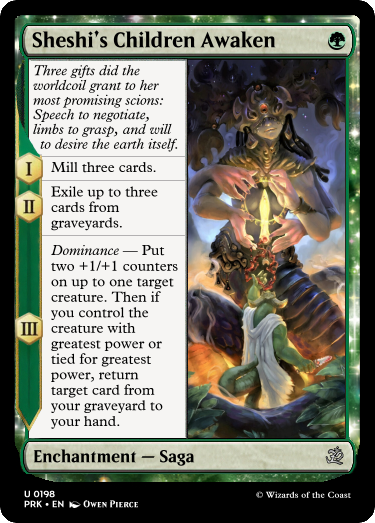 Sheshi's Children Awaken
Three gifts did the
worldcoil grant to her
most promising scions:
Speech to negotiate,
limbs to grasp, and will
to desire the earth itself.
I
Mill three cards.
II
Exile up to three
cards from
graveyards.
III
Dominance — Put
two +1/+1 counters
on up to one target
creature. Then if
you control the
creature with
greatest power or
tied for greatest
power, return
target card from
your graveyard to
your hand.
Enchantment — Saga
U 0198
PRK • EN Owen Pierce
© Wizards of the Coast